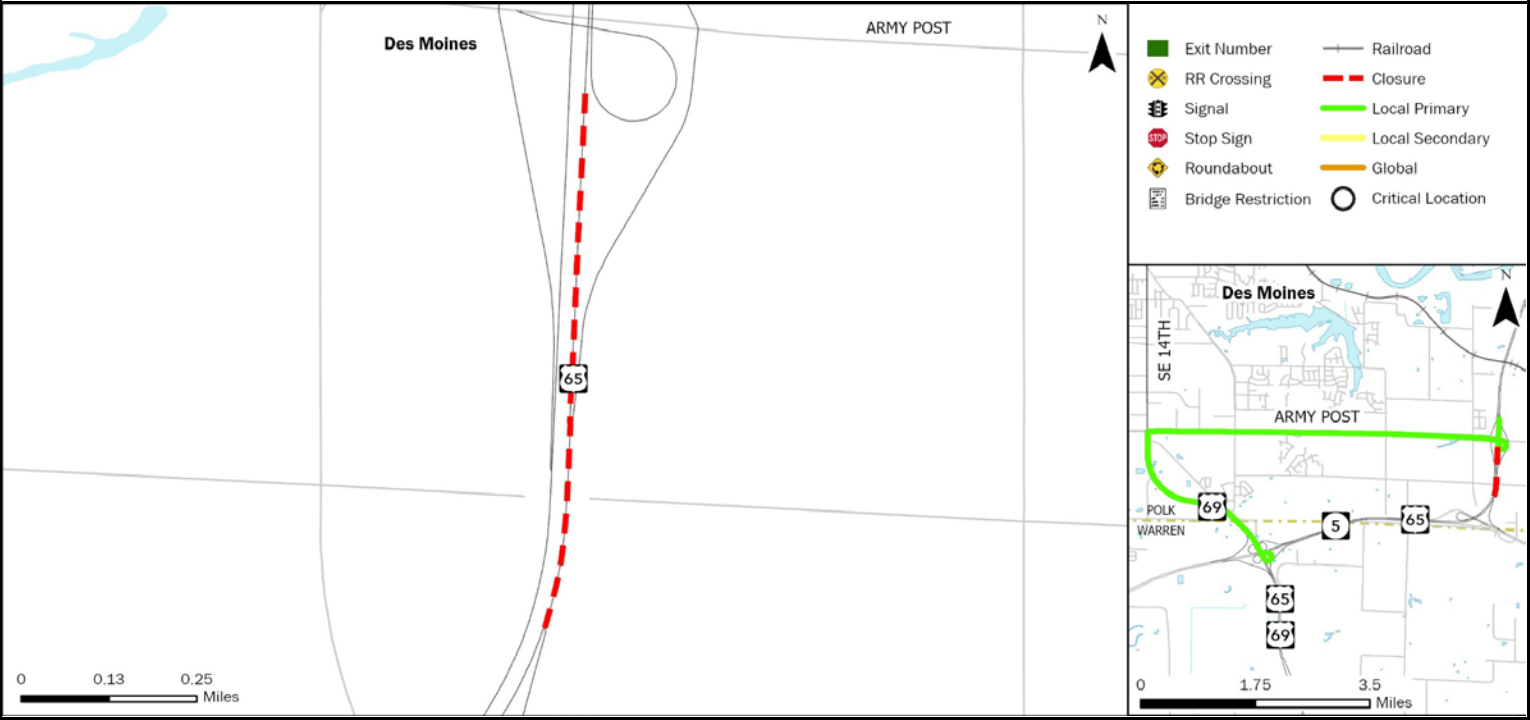 Des Moines
ARMY POST
N
65
0 0.13 0.25
Miles
Exit Number
RR Crossing
Signal
STOP
Stop Sign
Roundabout
Bridge Restriction
Railroad
Closure
Local Primary
Local Secondary
Global
Critical Location
Des Moines
N
SE 14TH
ARMY POST
69
POLK
WARREN
5
65
65
69
0 1.75 3.5
Miles